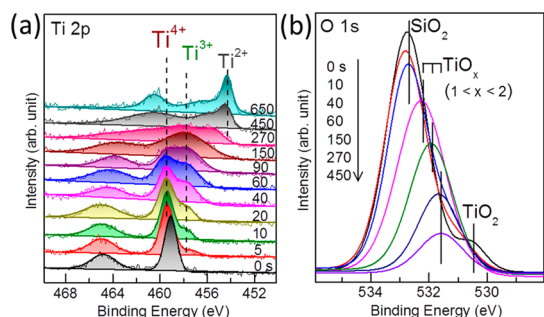 (a)
Ti 2p
Ti4+
Ti3+
Ti2+
650
450
270
150
90
60
40
20
10
5
0 s
Intensity (arb. unit)
468 464 460 456 452
Binding Energy (eV)
(b)
O 1s
SiO2
TiOx
(1 < x < 2)
0 s
10
40
60
150
270
450
TiO2
Intensity (arb. unit)
534 532 530
Binding Energy (eV)